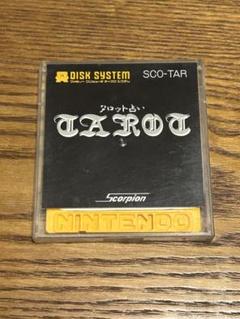 DISK SYSTEM SCO-TAR
タロット占い
TAROT
Scorpion
NINTENDO